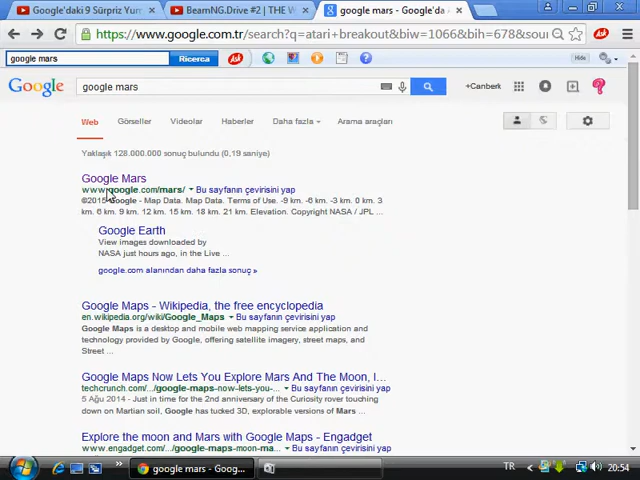 Google'daki 9 Sürpriz Yum
BeamNG.Drive #2 | THE W
google mars - Google'da
https://www.google.com.tr/search?q=atari+breakout&biw=1066&bih=678&sou
google mars
Ricerca
Ask
Ask
Hide
Google
google mars
+Canberk
Web
Görseller
Videolar
Haberler
Daha fazla
Arama araçları
Yaklaşık 128.000.000 sonuç bulundu (0,19 saniye)
Google Mars
www.google.com/mars/ Bu sayfanın çevirisini yap
©2015 Google - Map Data. Map Data. Terms of Use. -9 km. -6 km. -3 km. 0 km. 3
km. 6 km. 9 km. 12 km. 15 km. 18 km. 21 km. Elevation. Copyright NASA / JPL ...
Google Earth
View images downloaded by
NASA just hours ago, in the Live ...
google.com alanından daha fazla sonuç »
Google Maps - Wikipedia, the free encyclopedia
en.wikipedia.org/wiki/Google_Maps Bu sayfanın çevirisini yap
Google Maps is a desktop and mobile web mapping service application and
technology provided by Google, offering satellite imagery, street maps, and
Street ...
Google Maps Now Lets You Explore Mars And The Moon, I...
techcrunch.com/.../google-maps-now-lets-you-... Bu sayfanın çevirisini yap
5 Ağu 2014 - Just in time for the 2nd anniversary of the Curiosity rover touching
down on Martian soil, Google has tucked 3D, explorable versions of Mars ...
Explore the moon and Mars with Google Maps - Engadget
www.engadget.com/.../google-maps-moon-ma... Bu sayfanın çevirisini yap
google mars - Goog...
TR
20:54